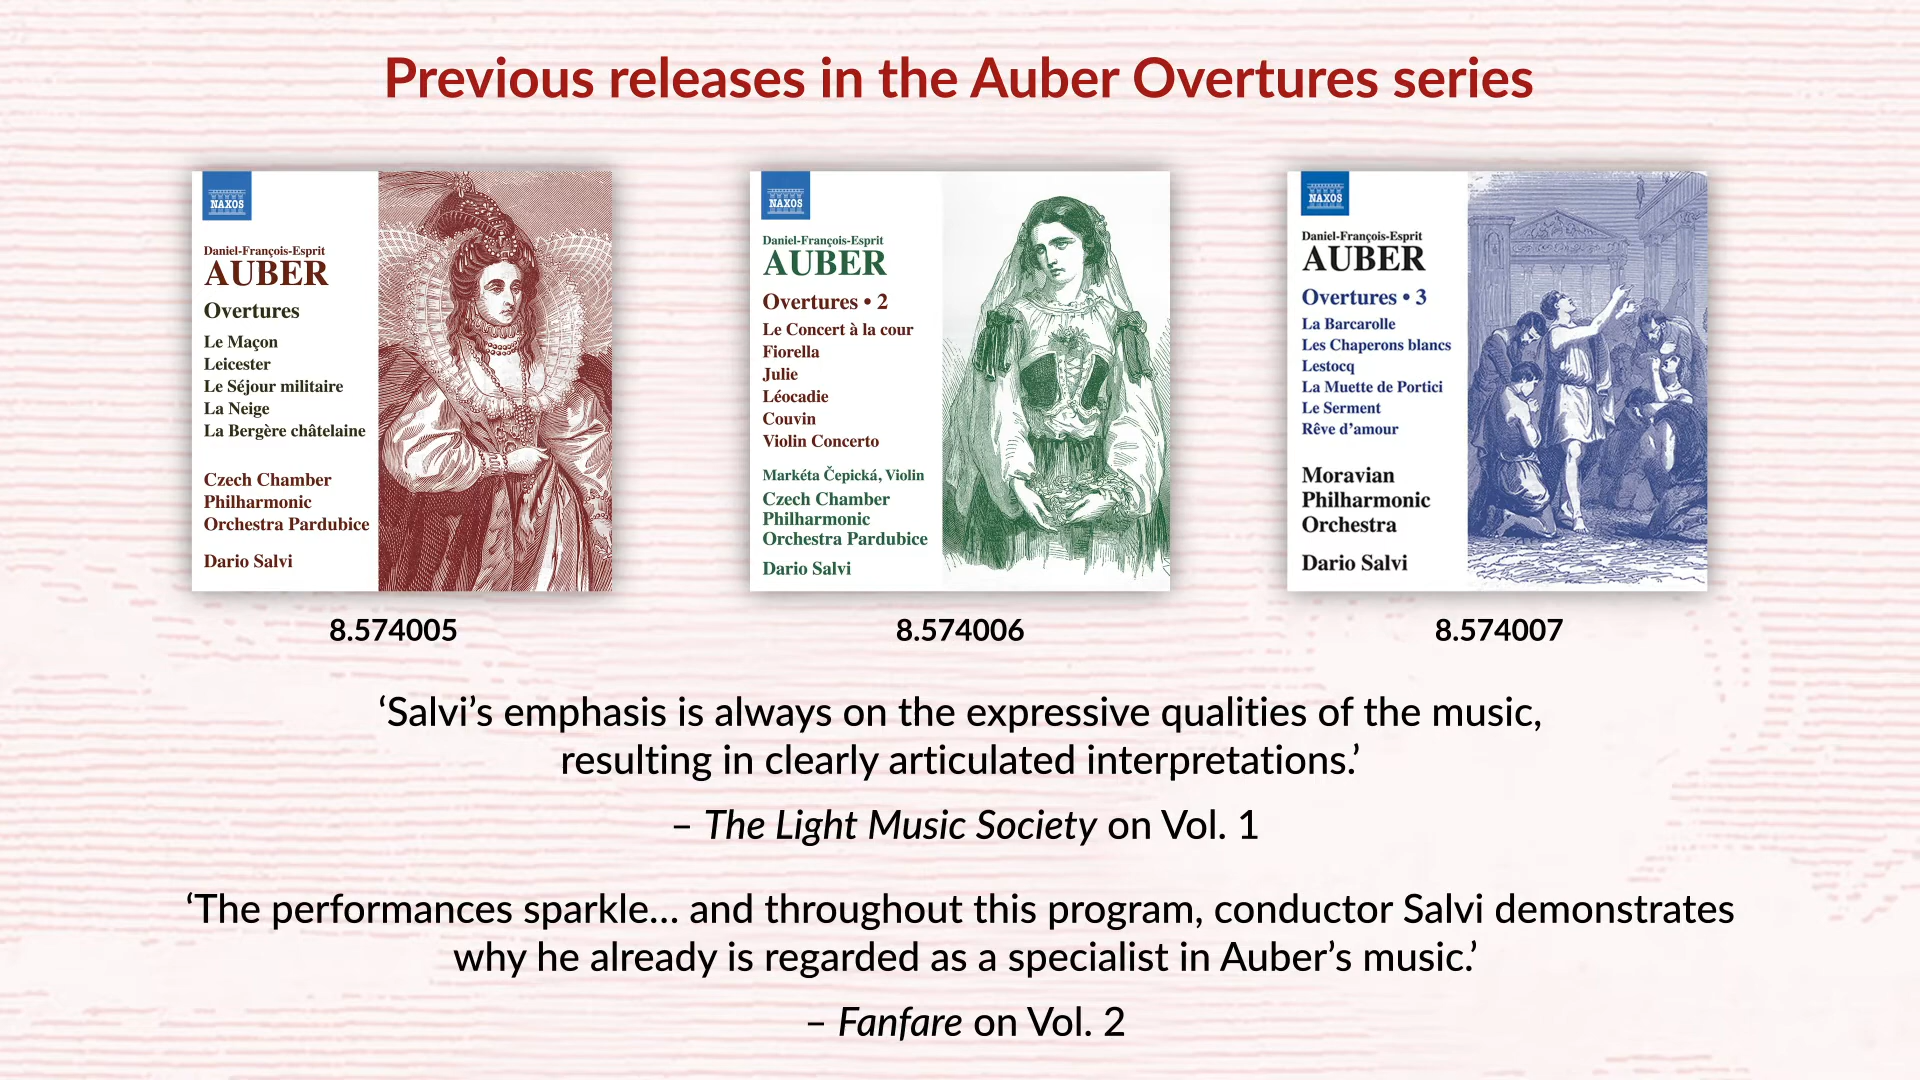 Previous releases in the Auber Overtures series
NAXOS
Daniel-François-Esprit
AUBER
Overtures
Le Maçon
Leicester
Le Séjour militaire
La Neige
La Bergère châtelaine
Czech Chamber
Philharmonic
Orchestra Pardubice
Dario Salvi
8.574005
NAXOS
Daniel-François-Esprit
AUBER
Overtures • 2
Le Concert à la cour
Fiorella
Julie
Léocadie
Couvin
Violin Concerto
Markéta Čepická, Violin
Czech Chamber
Philharmonic
Orchestra Pardubice
Dario Salvi
8.574006
NAXOS
Daniel-François-Esprit
AUBER
Overtures • 3
La Barcarolle
Les Chaperons blancs
Lestocq
La Muette de Portici
Le Serment
Rêve d’amour
Moravian
Philharmonic
Orchestra
Dario Salvi
8.574007
‘Salvi’s emphasis is always on the expressive qualities of the music,
resulting in clearly articulated interpretations.’
– The Light Music Society on Vol. 1
‘The performances sparkle… and throughout this program, conductor Salvi demonstrates
why he already is regarded as a specialist in Auber’s music.’
– Fanfare on Vol. 2